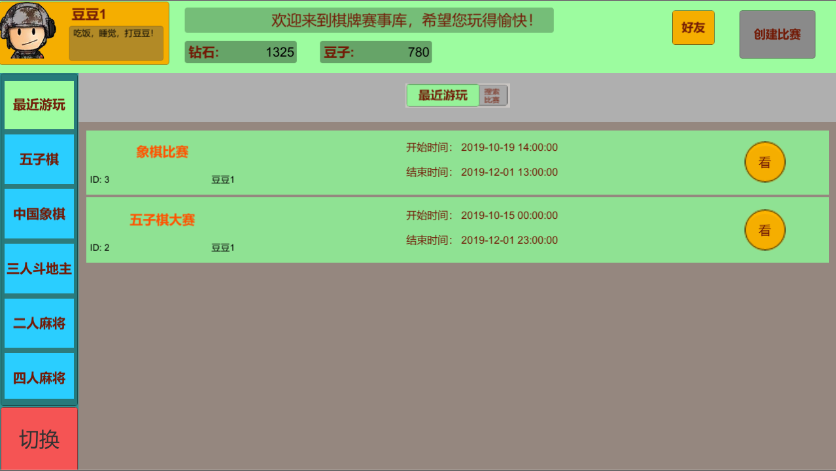 豆豆1
吃饭，睡觉，打豆豆！
欢迎来到棋牌赛事库，希望您玩得愉快！
钻石： 1325 豆子： 780
好友
创建比赛
最近游玩
五子棋
中国象棋
三人斗地主
二人麻将
四人麻将
切换
最近游玩
搜索
比赛
象棋比赛
ID: 3 豆豆1
开始时间： 2019-10-19 14:00:00
结束时间： 2019-12-01 13:00:00
看
五子棋大赛
ID: 2 豆豆1
开始时间： 2019-10-15 00:00:00
结束时间： 2019-12-01 23:00:00
看